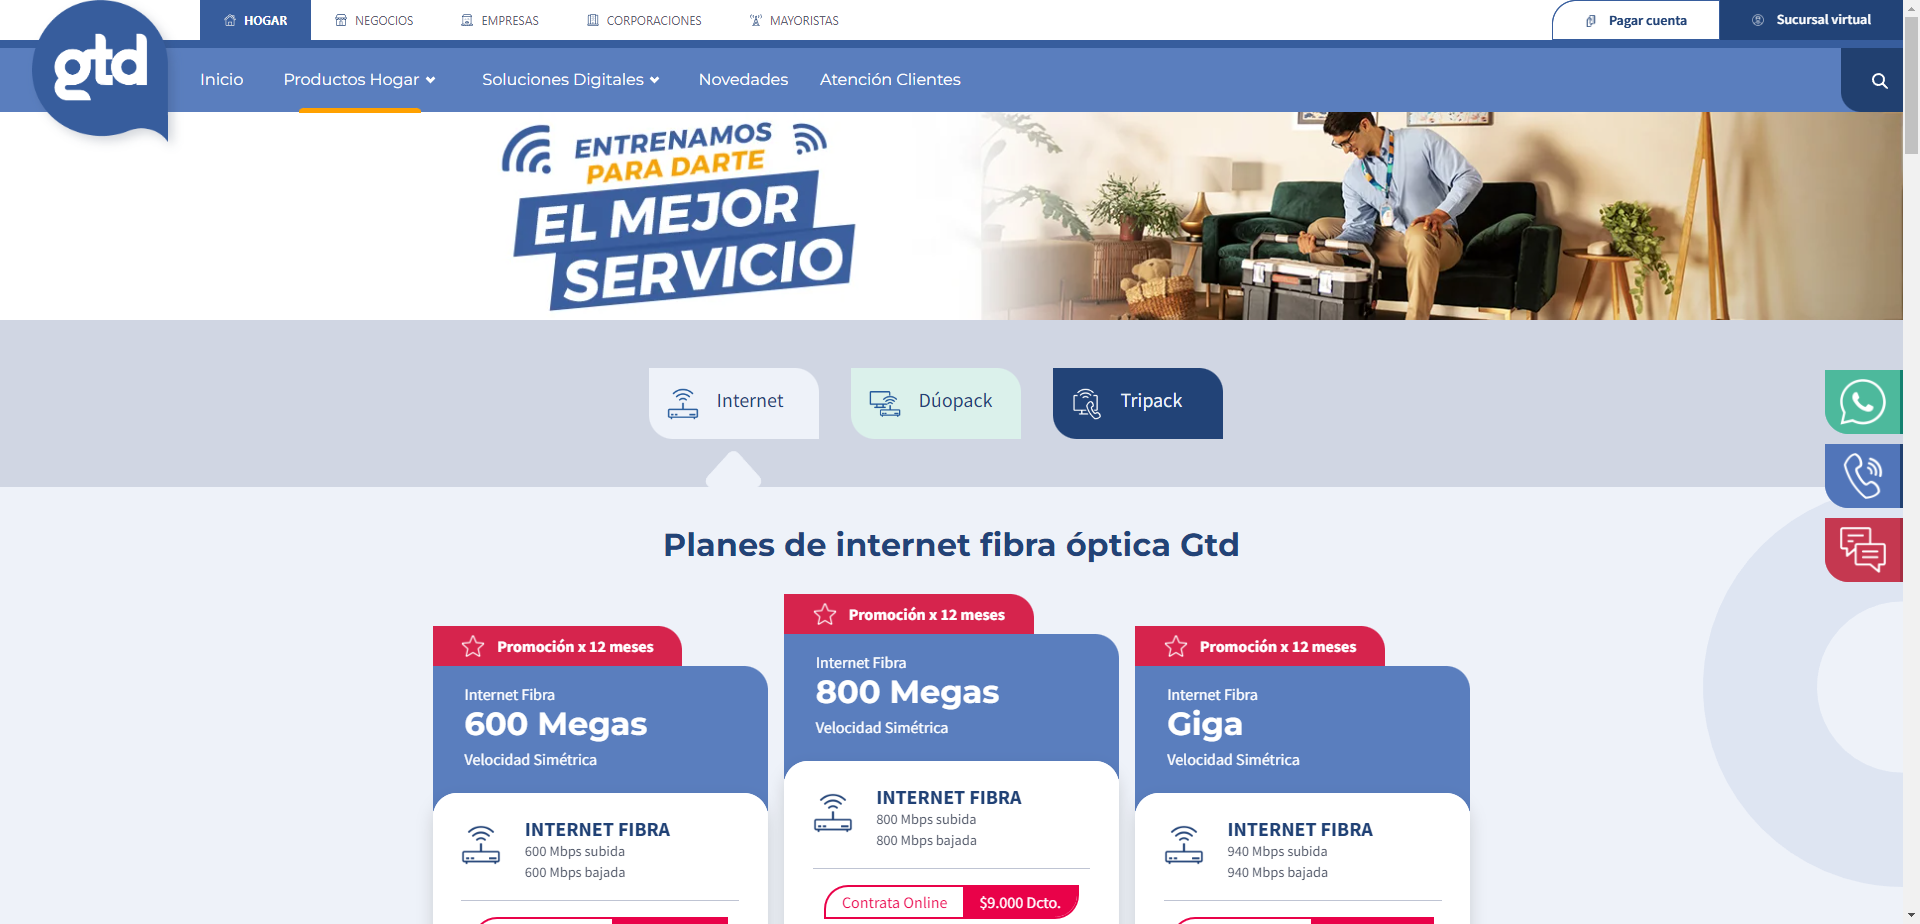 HOGAR
NEGOCIOS
EMPRESAS
CORPORACIONES
MAYORISTAS
Pagar cuenta
Sucursal virtual
gtd
Inicio
Productos Hogar
Soluciones Digitales
Novedades
Atención Clientes
ENTRENAMOS
PARA DARTE
EL MEJOR
SERVICIO
Internet
Dúopack
Tripack
Planes de internet fibra óptica Gtd
Promoción x 12 meses
Internet Fibra
600 Megas
Velocidad Simétrica
INTERNET FIBRA
600 Mbps subida
600 Mbps bajada
Promoción x 12 meses
Internet Fibra
800 Megas
Velocidad Simétrica
INTERNET FIBRA
800 Mbps subida
800 Mbps bajada
Contrata Online
$9.000 Dcto.
Promoción x 12 meses
Internet Fibra
Giga
Velocidad Simétrica
INTERNET FIBRA
940 Mbps subida
940 Mbps bajada